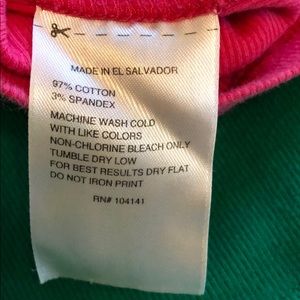 MADE IN EL SALVADOR
97% COTTON
3% SPANDEX
MACHINE WASH COLD
WITH LIKE COLORS
NON-CHLORINE BLEACH ONLY
TUMBLE DRY LOW
FOR BEST RESULTS DRY FLAT
DO NOT IRON PRINT
RN# 104141